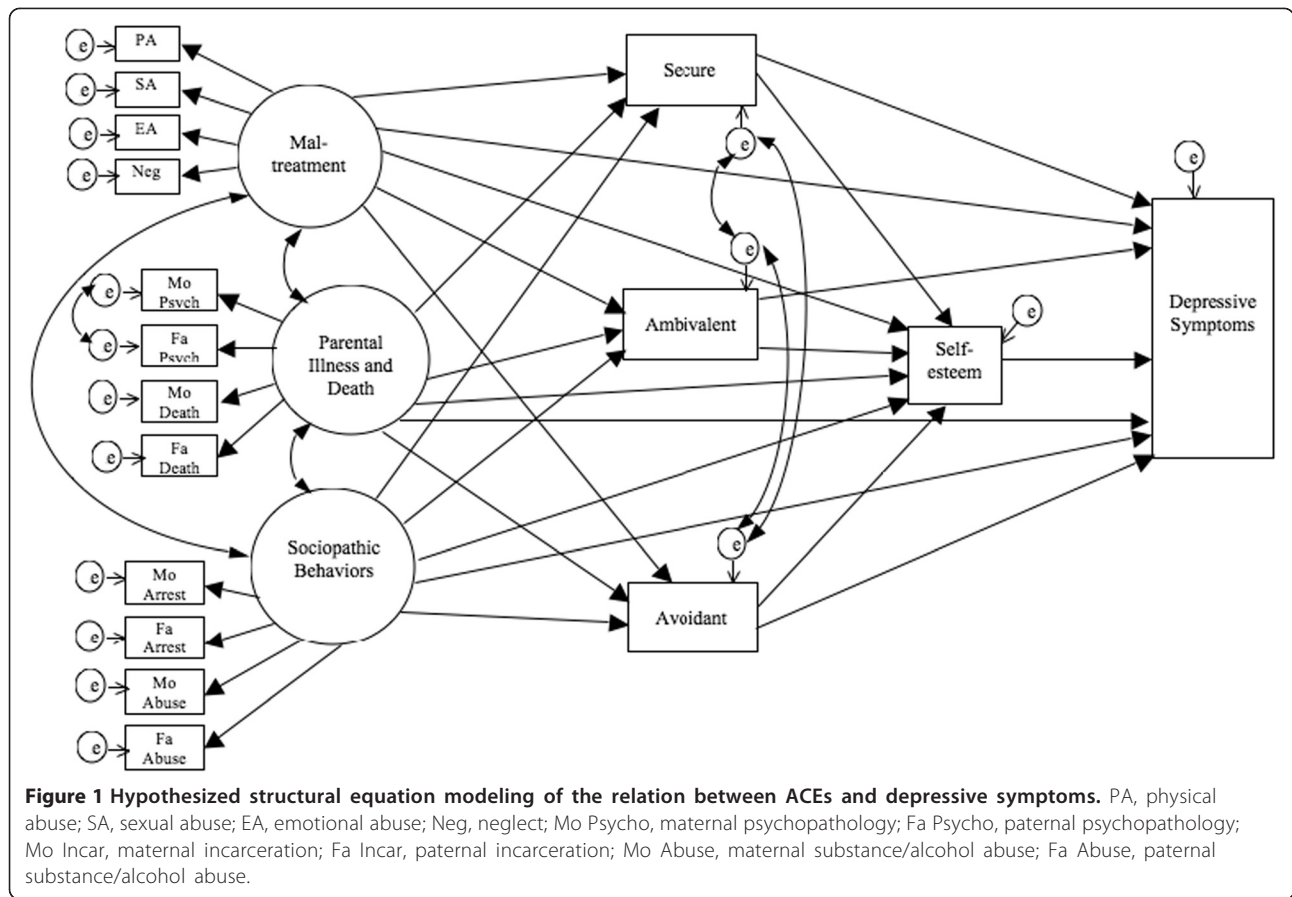 e
PA
e
SA
e
EA
e
Neg
Mal-
treatment
Secure
e
e
e
Mo
Psych
e
Fa
Psych
e
Mo
Death
e
Fa
Death
Parental
Illness and
Death
Ambivalent
e
Self-
esteem
e
Depressive
Symptoms
e
Mo
Arrest
e
Fa
Arrest
e
Mo
Abuse
e
Fa
Abuse
Sociopathic
Behaviors
e
Avoidant
Figure 1 Hypothesized structural equation modeling of the relation between ACEs and depressive symptoms. PA, physical
abuse; SA, sexual abuse; EA, emotional abuse; Neg, neglect; Mo Psycho, maternal psychopathology; Fa Psycho, paternal psychopathology;
Mo Incar, maternal incarceration; Fa Incar, paternal incarceration; Mo Abuse, maternal substance/alcohol abuse; Fa Abuse, paternal
substance/alcohol abuse.